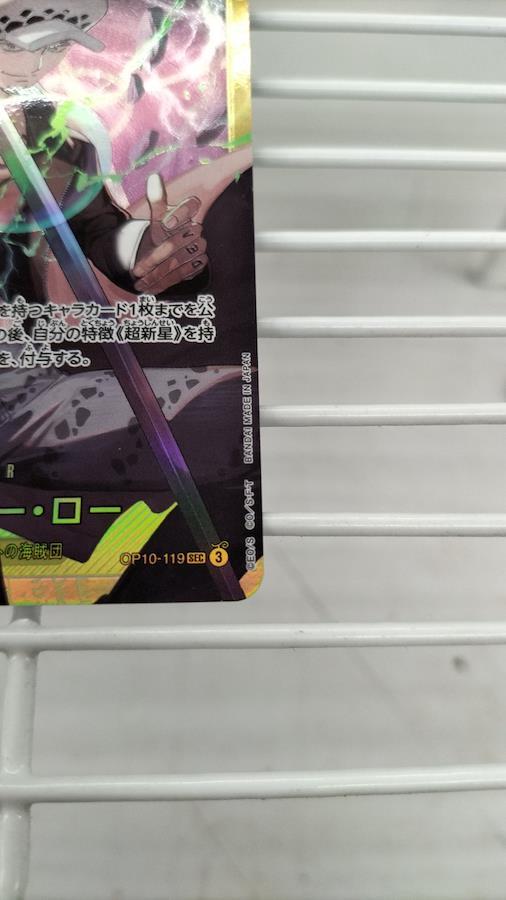 を持つキャラカード1枚までを公
の後、自分の特徴《超新星》を持
を、付与する。
BANDAI MADE IN JAPAN
©EO/S ©O/S・F・T
R
ー・ロー
の海賊団
OP10-119 SEC 3